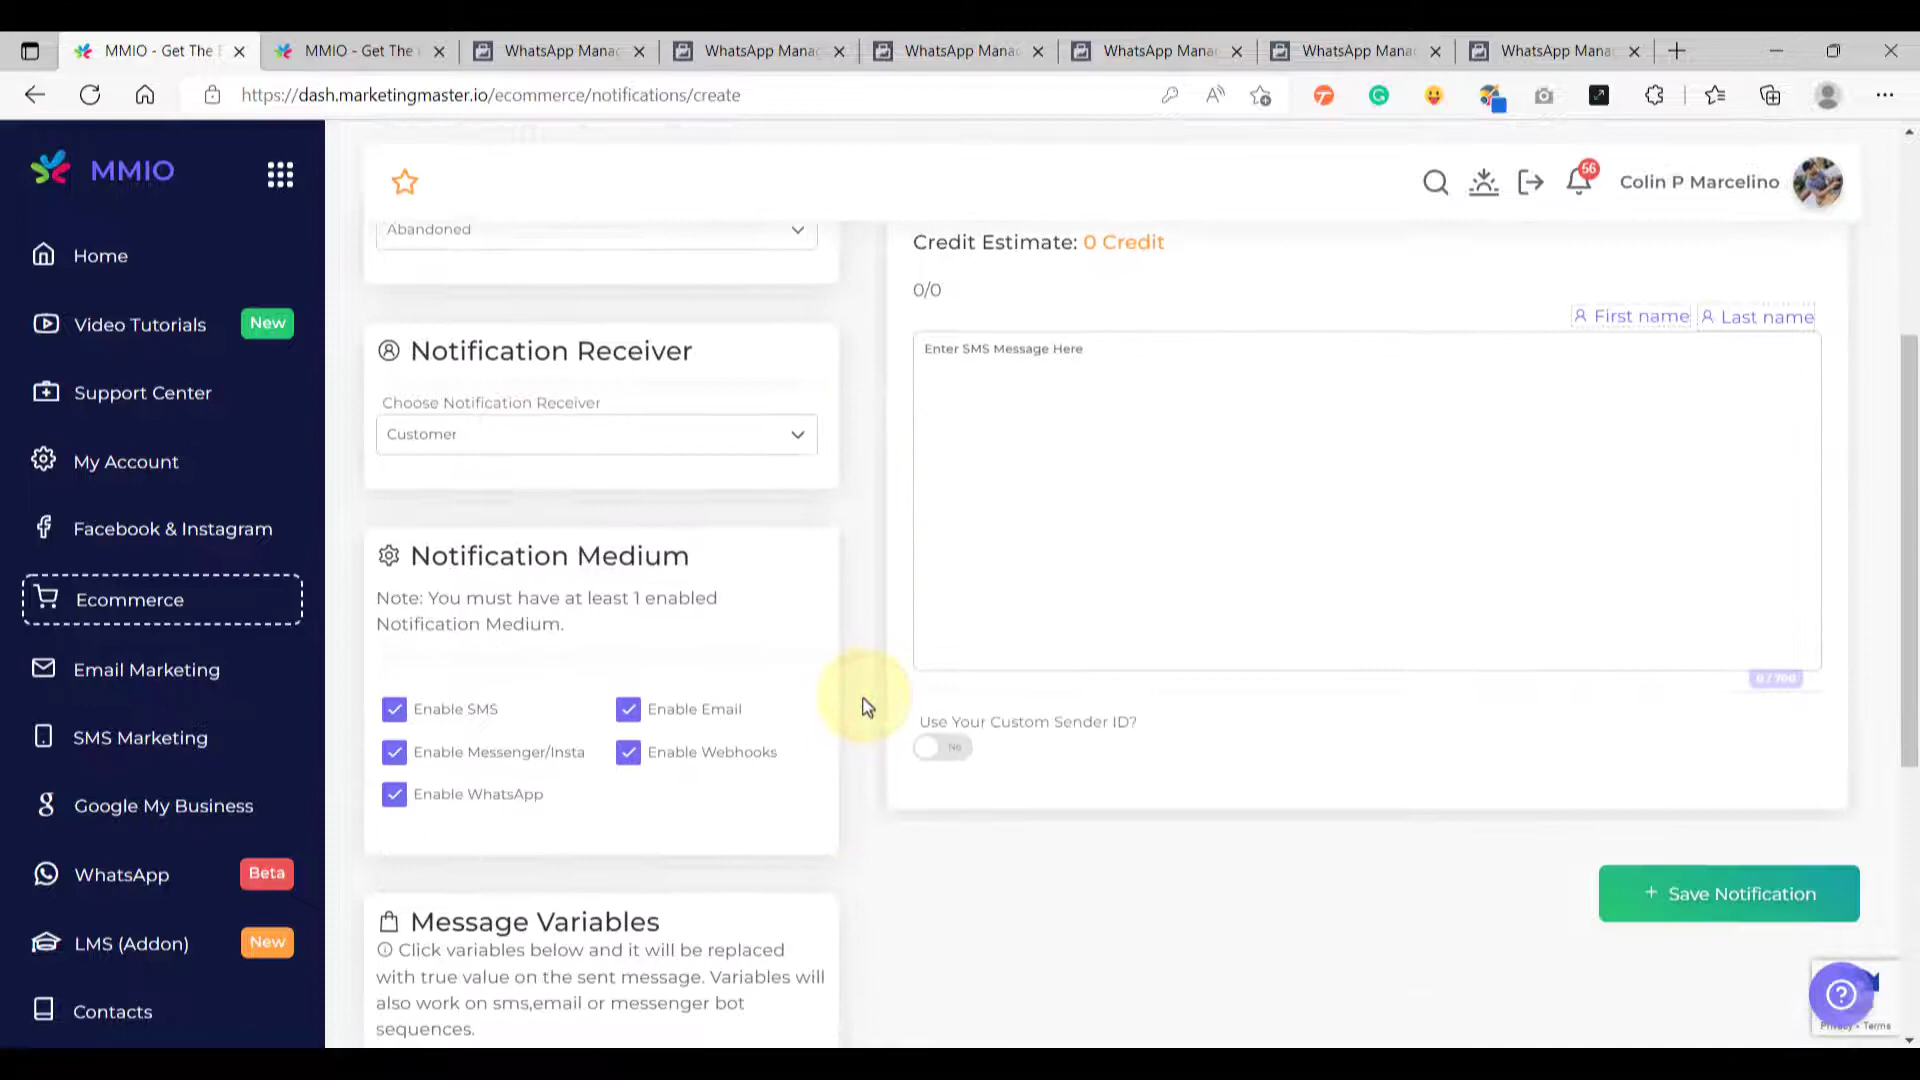 MMIO - Get The
MMIO - Get The
WhatsApp Mana
WhatsApp Mana
WhatsApp Mana
WhatsApp Mana
WhatsApp Mana
WhatsApp Mana
https://dash.marketingmaster.io/ecommerce/notifications/create
MMIO
Home
Video Tutorials New
Support Center
My Account
Facebook & Instagram
Ecommerce
Email Marketing
SMS Marketing
Google My Business
WhatsApp Beta
LMS (Addon) New
Contacts
56
Colin P Marcelino
Abandoned
Notification Receiver
Choose Notification Receiver
Customer
Notification Medium
Note: You must have at least 1 enabled
Notification Medium.
Enable SMS
Enable Email
Enable Messenger/Insta
Enable Webhooks
Enable WhatsApp
Message Variables
Click variables below and it will be replaced
with true value on the sent message. Variables will
also work on sms,email or messenger bot
sequences.
Credit Estimate: 0 Credit
0/0
First name
Last name
Enter SMS Message Here
0 / 700
Use Your Custom Sender ID?
No
+ Save Notification
Privacy - Terms